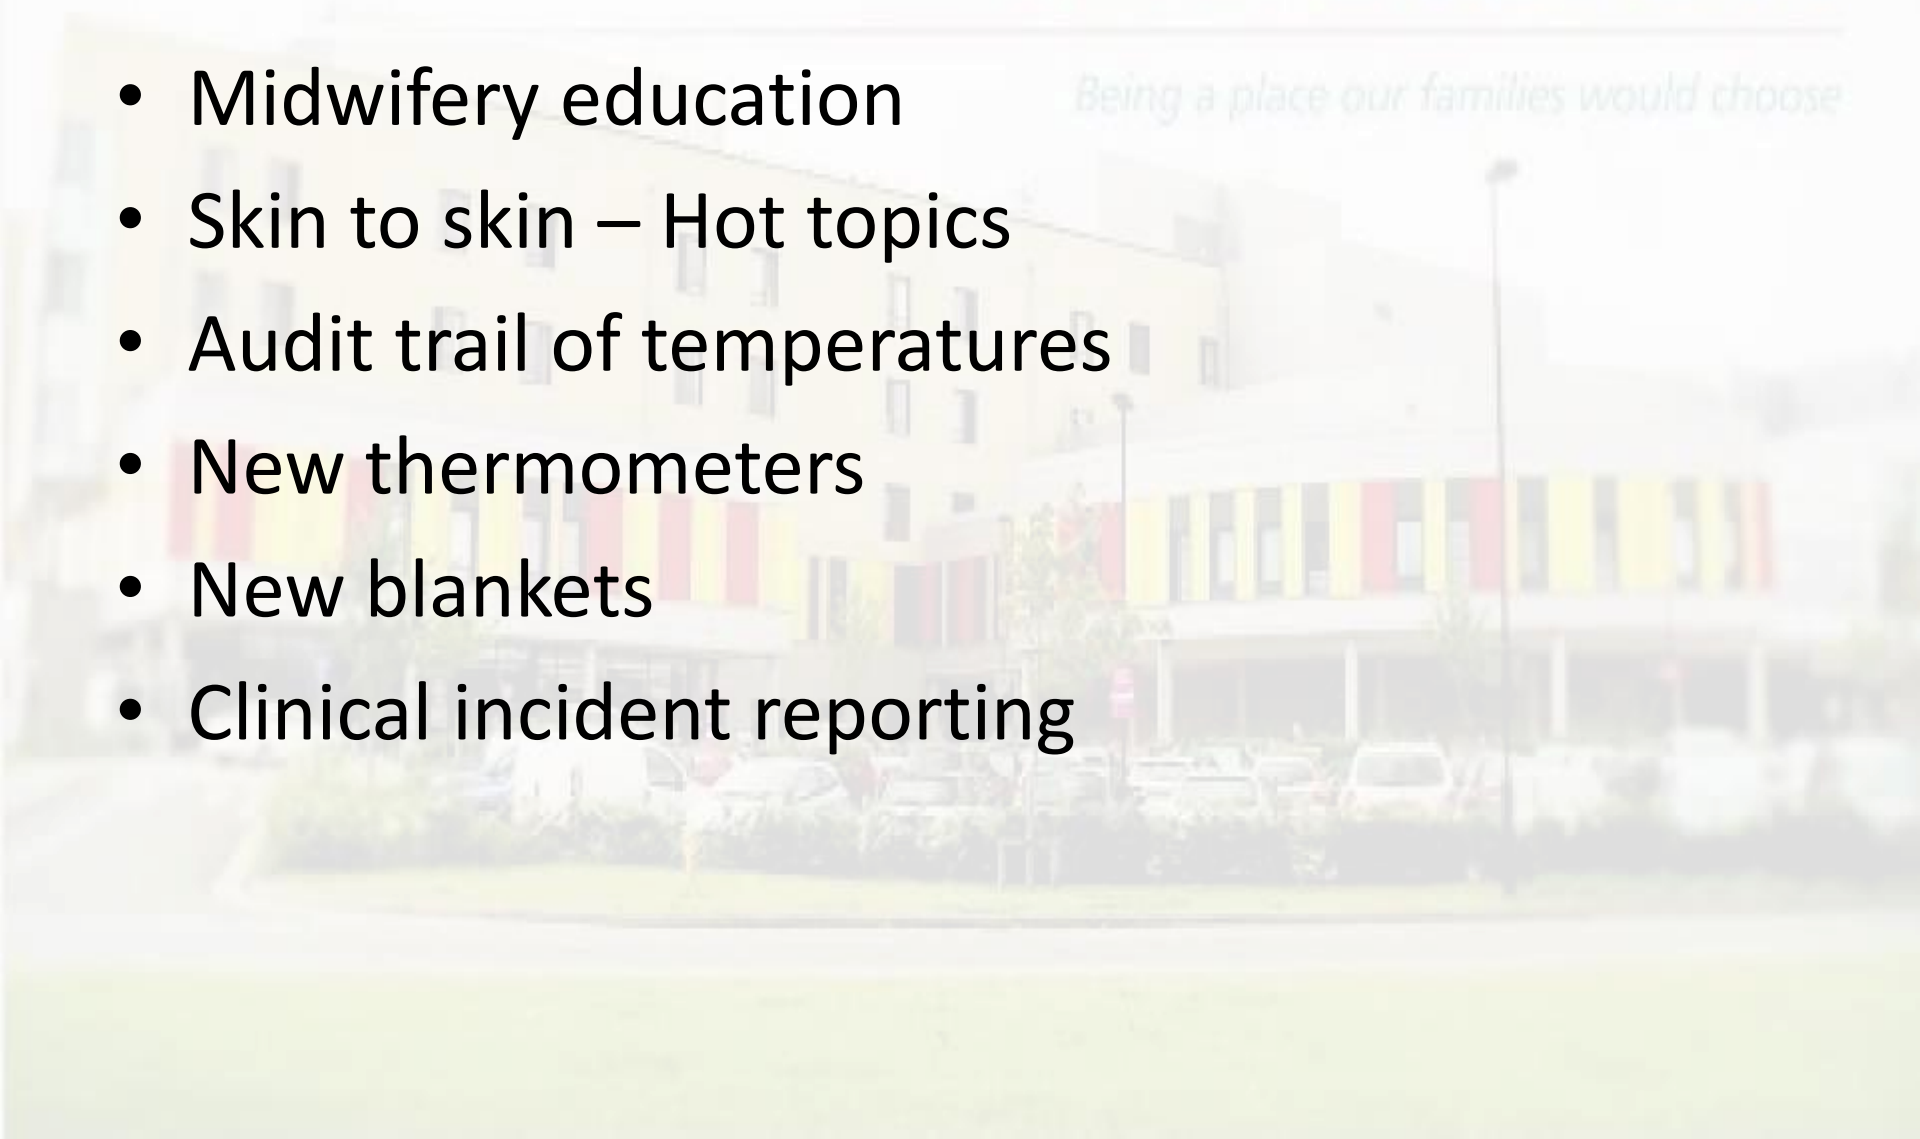 • Midwifery education
Being a place our families would choose
• Skin to skin – Hot topics
• Audit trail of temperatures
• New thermometers
• New blankets
• Clinical incident reporting